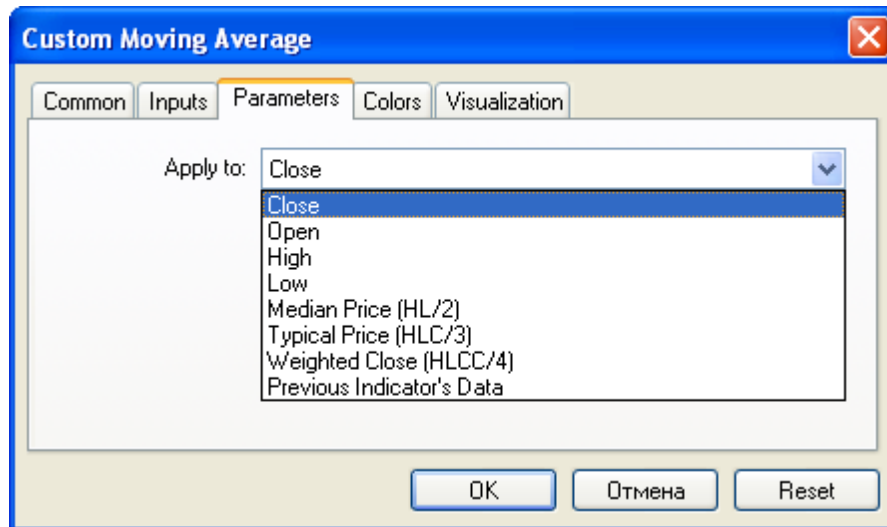 Custom Moving Average
Common Inputs Parameters Colors Visualization
Apply to: Close
Close
Open
High
Low
Median Price (HL/2)
Typical Price (HLC/3)
Weighted Close (HLCC/4)
Previous Indicator's Data
OK Отмена Reset